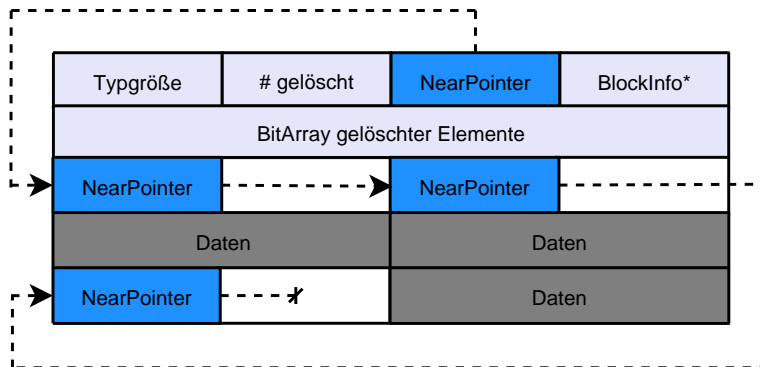 Typgröße # gelöscht NearPointer BlockInfo*
BitArray gelöschter Elemente
NearPointer NearPointer
Daten Daten
NearPointer Daten